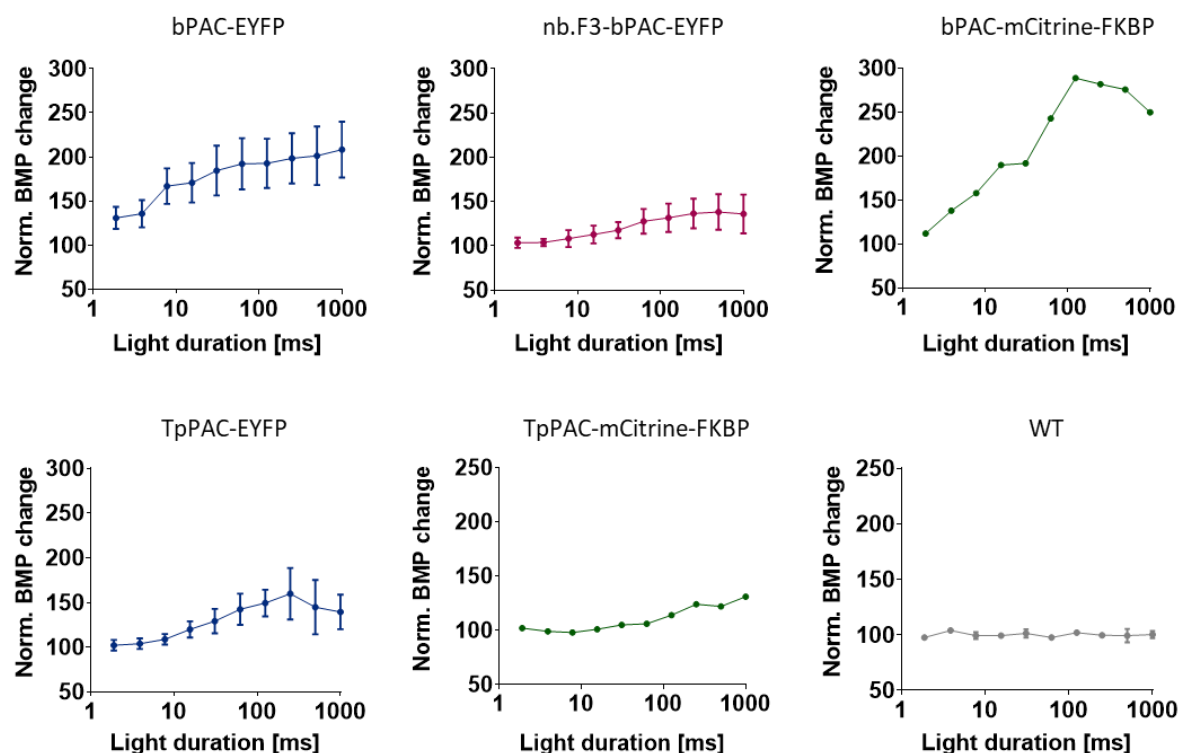 bPAC-EYFP
300
250
200
150
100
50
Norm. BMP change
1 10 100 1000
Light duration [ms]
nb.F3-bPAC-EYFP
300
250
200
150
100
50
Norm. BMP change
1 10 100 1000
Light duration [ms]
bPAC-mCitrine-FKBP
300
250
200
150
100
50
Norm. BMP change
1 10 100 1000
Light duration [ms]
TpPAC-EYFP
300
250
200
150
100
50
Norm. BMP change
1 10 100 1000
Light duration [ms]
TpPAC-mCitrine-FKBP
250
200
150
100
50
Norm. BMP change
1 10 100 1000
Light duration [ms]
WT
250
200
150
100
50
Norm. BMP change
1 10 100 1000
Light duration [ms]